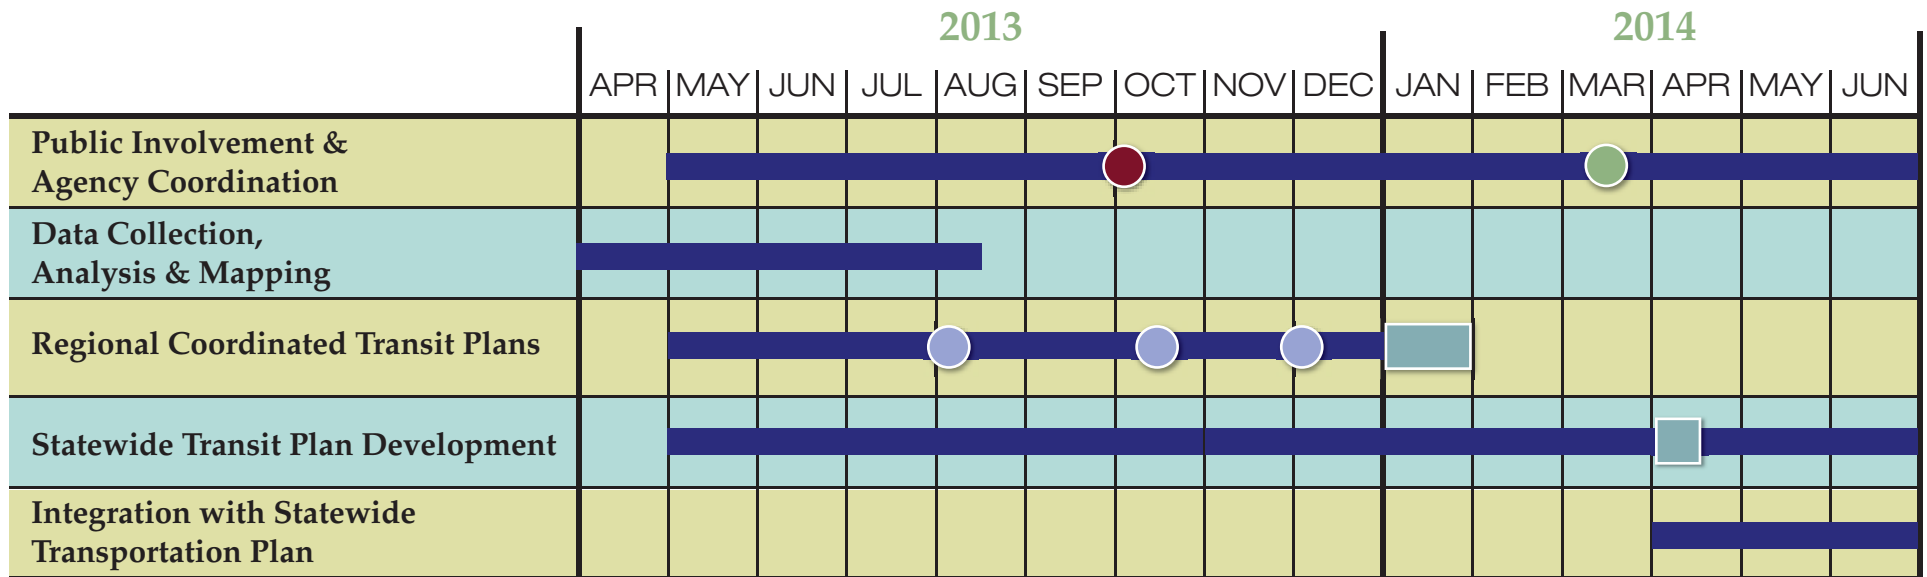 2013 2014
APR MAY JUN JUL AUG SEP OCT NOV DEC JAN FEB MAR APR MAY JUN
Public Involvement &
Agency Coordination
Data Collection,
Analysis & Mapping
Regional Coordinated Transit Plans
Statewide Transit Plan Development
Integration with Statewide
Transportation Plan